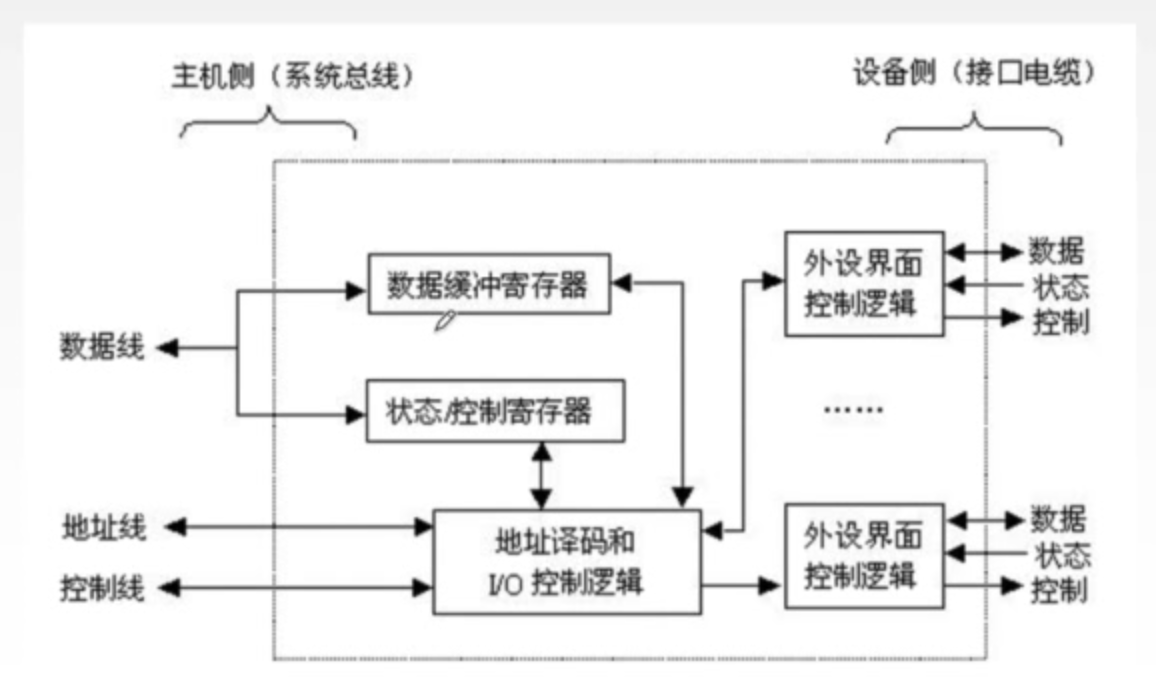 主机侧（系统总线）
设备侧（接口电缆）
数据缓冲寄存器
外设界面
控制逻辑
数据
状态
控制
数据线
状态/控制寄存器
……
地址线
控制线
地址译码和
I/O 控制逻辑
外设界面
控制逻辑
数据
状态
控制